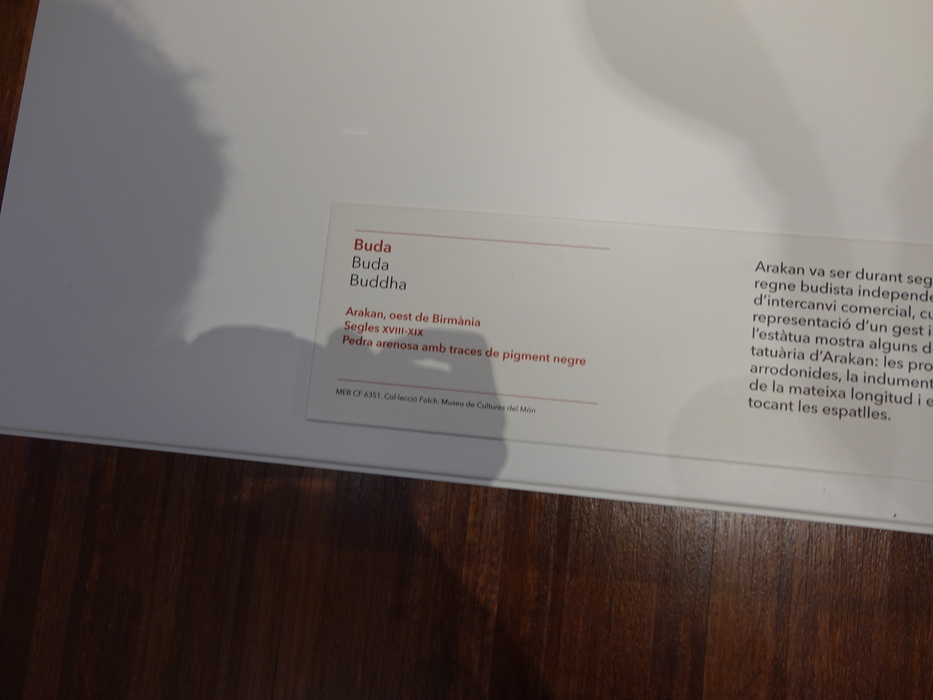 Buda
Buda
Buddha
Arakan, oest de Birmània
Segles XVIII-XIX
Pedra arenosa amb traces de pigment negre
MEB CF 6351. Col·lecció Folch. Museu de Cultures del Món
Arakan va ser durant seg
regne budista independe
d'intercanvi comercial, cu
representació d'un gest i
l'estàtua mostra alguns d
tatuària d'Arakan: les pro
arrodonides, la indument
de la mateixa longitud i e
tocant les espatlles.